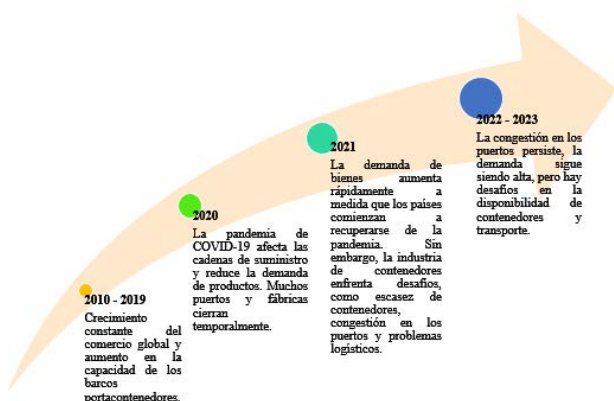 2010 - 2019
Crecimiento
constante del
comercio global y
aumento en la
capacidad de los
barcos
portacontenedores.
2020
La pandemia de
COVID-19 afecta las
cadenas de suministro
y reduce la demanda
de productos. Muchos
puertos y fábricas
cierran
temporalmente.
2021
La demanda de
bienes aumenta
rápidamente a
medida que los países
comienzan a
recuperarse de la
pandemia. Sin
embargo, la industria
de contenedores
enfrenta desafíos,
como escasez de
contenedores,
congestión en los
puertos y problemas
logísticos.
2022 - 2023
La congestión en los
puertos persiste, la
demanda sigue
siendo alta, pero hay
desafíos en la
disponibilidad de
contenedores y
transporte.